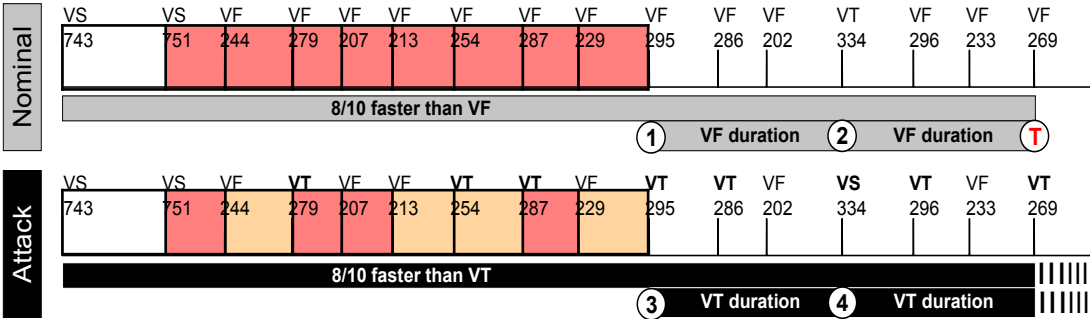 Nominal
VS VS VF VF VF VF VF VF VF VF VF VF VT VF VF VF
743 751 244 279 207 213 254 287 229 295 286 202 334 296 233 269
8/10 faster than VF
1 VF duration 2 VF duration T
Attack
VS VS VF VT VF VF VT VT VF VT VT VF VS VT VF VT
743 751 244 279 207 213 254 287 229 295 286 202 334 296 233 269
8/10 faster than VT
3 VT duration 4 VT duration